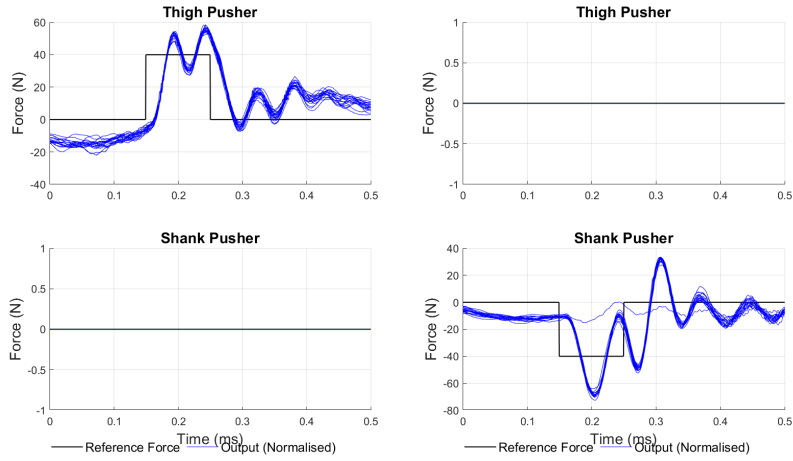 Thigh Pusher
60
40
20
0
-20
-40
Force (N)
0 0.1 0.2 0.3 0.4 0.5
Thigh Pusher
1
0.5
0
-0.5
-1
Force (N)
0 0.1 0.2 0.3 0.4 0.5
Shank Pusher
1
0.5
0
-0.5
-1
Force (N)
0 0.1 0.2 0.3 0.4 0.5
Time (ms)
Reference Force Output (Normalised)
Shank Pusher
40
20
0
-20
-40
-60
-80
Force (N)
0 0.1 0.2 0.3 0.4 0.5
Time (ms)
Reference Force Output (Normalised)